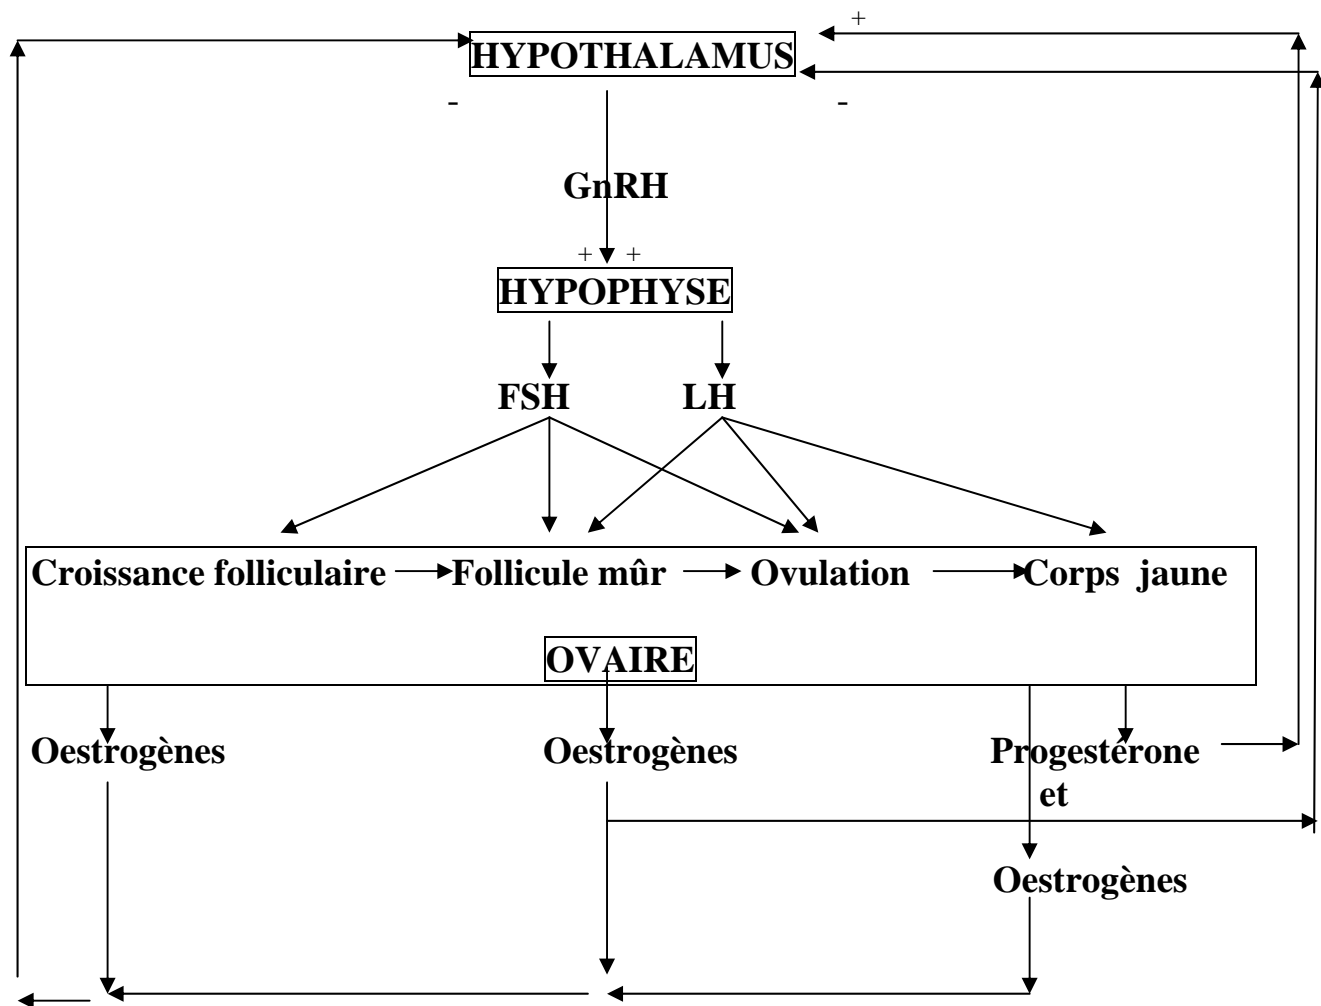 +
HYPOTHALAMUS
- -
GnRH
+ +
HYPOPHYSE
FSH LH
Croissance folliculaire Follicule mûr Ovulation Corps jaune
OVAIRE
Oestrogènes Oestrogènes Progestérone
et
Oestrogènes